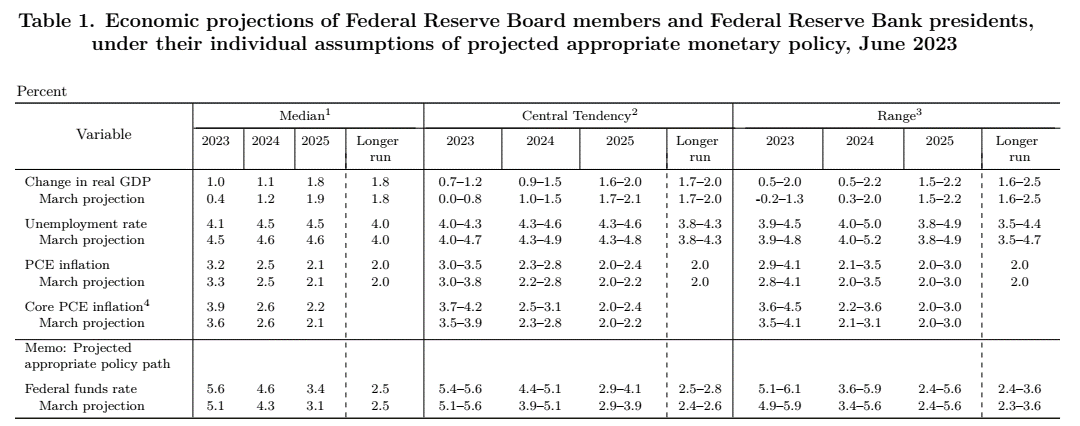 Table 1. Economic projections of Federal Reserve Board members and Federal Reserve Bank presidents,
under their individual assumptions of projected appropriate monetary policy, June 2023
Percent
Variable Median1 Central Tendency2 Range3
2023 2024 2025 Longer run 2023 2024 2025 Longer run 2023 2024 2025 Longer run
Change in real GDP 1.0 1.1 1.8 1.8 0.7–1.2 0.9–1.5 1.6–2.0 1.7–2.0 0.5–2.0 0.5–2.2 1.5–2.2 1.6–2.5
March projection 0.4 1.2 1.9 1.8 0.0–0.8 1.0–1.5 1.7–2.1 1.7–2.0 -0.2–1.3 0.3–2.0 1.5–2.2 1.6–2.5
Unemployment rate 4.1 4.5 4.5 4.0 4.0–4.3 4.3–4.6 4.3–4.6 3.8–4.3 3.9–4.5 4.0–5.0 3.8–4.9 3.5–4.4
March projection 4.5 4.6 4.6 4.0 4.0–4.7 4.3–4.9 4.3–4.8 3.8–4.3 3.9–4.8 4.0–5.2 3.8–4.9 3.5–4.7
PCE inflation 3.2 2.5 2.1 2.0 3.0–3.5 2.3–2.8 2.0–2.4 2.0 2.9–4.1 2.1–3.5 2.0–3.0 2.0
March projection 3.3 2.5 2.1 2.0 3.0–3.8 2.2–2.8 2.0–2.2 2.0 2.8–4.1 2.0–3.5 2.0–3.0 2.0
Core PCE inflation4 3.9 2.6 2.2 3.7–4.2 2.5–3.1 2.0–2.4 3.6–4.5 2.2–3.6 2.0–3.0
March projection 3.6 2.6 2.1 3.5–3.9 2.3–2.8 2.0–2.2 3.5–4.1 2.1–3.1 2.0–3.0
Memo: Projected
appropriate policy path
Federal funds rate 5.6 4.6 3.4 2.5 5.4–5.6 4.4–5.1 2.9–4.1 2.5–2.8 5.1–6.1 3.6–5.9 2.4–5.6 2.4–3.6
March projection 5.1 4.3 3.1 2.5 5.1–5.6 3.9–5.1 2.9–3.9 2.4–2.6 4.9–5.9 3.4–5.6 2.4–5.6 2.3–3.6